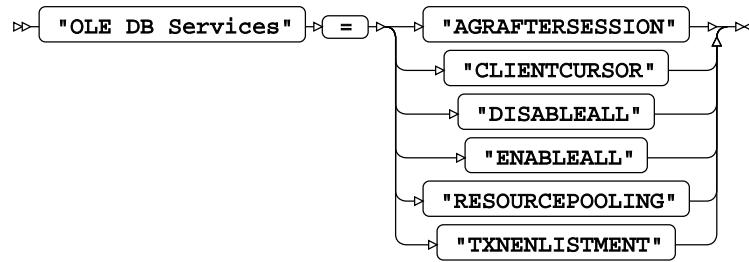 "OLE DB Services" = "AGRAFTERSESSION"
"CLIENTCURSOR"
"DISABLEALL"
"ENABLEALL"
"RESOURCEPOOLING"
"TXNENLISTMENT"